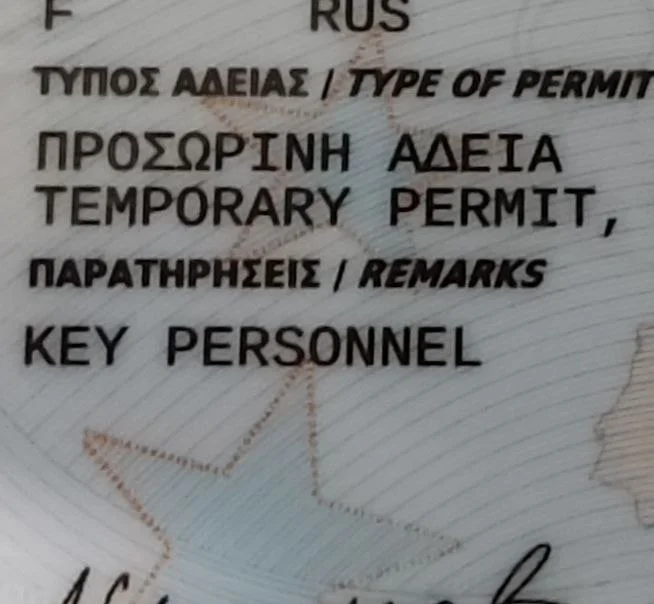 F RUS
ΤΥΠΟΣ ΑΔΕΙΑΣ / TYPE OF PERMIT
ΠΡΟΣΩΡΙΝΗ ΑΔΕΙΑ
TEMPORARY PERMIT,
ΠΑΡΑΤΗΡΗΣΕΙΣ / REMARKS
KEY PERSONNEL